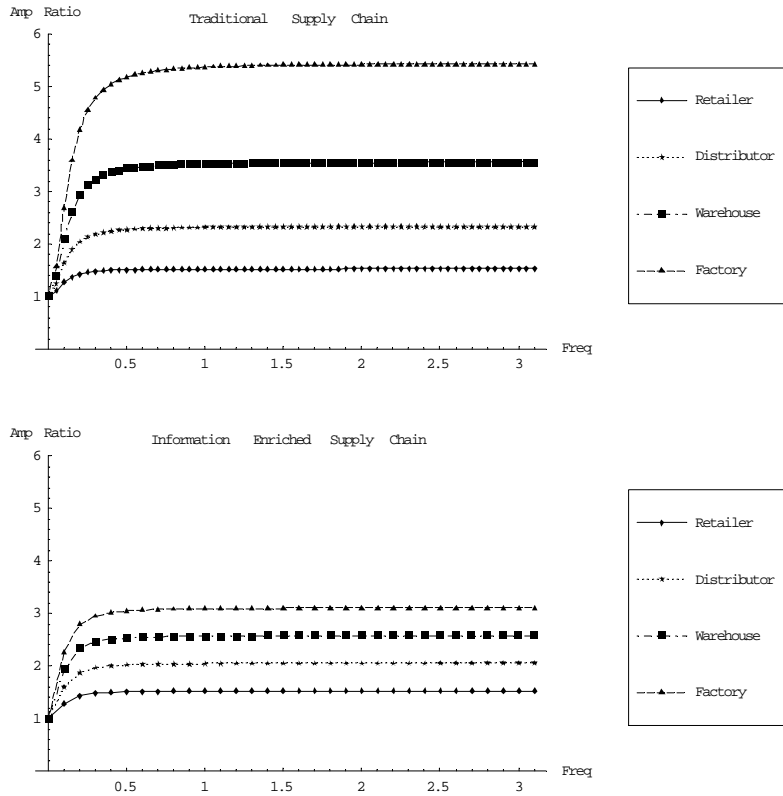 Amp Ratio
Traditional Supply Chain
6
5
4
3
2
1
0.5 1 1.5 2 2.5 3
Freq
Retailer
Distributor
Warehouse
Factory
Amp Ratio
Information Enriched Supply Chain
6
5
4
3
2
1
0.5 1 1.5 2 2.5 3
Freq
Retailer
Distributor
Warehouse
Factory